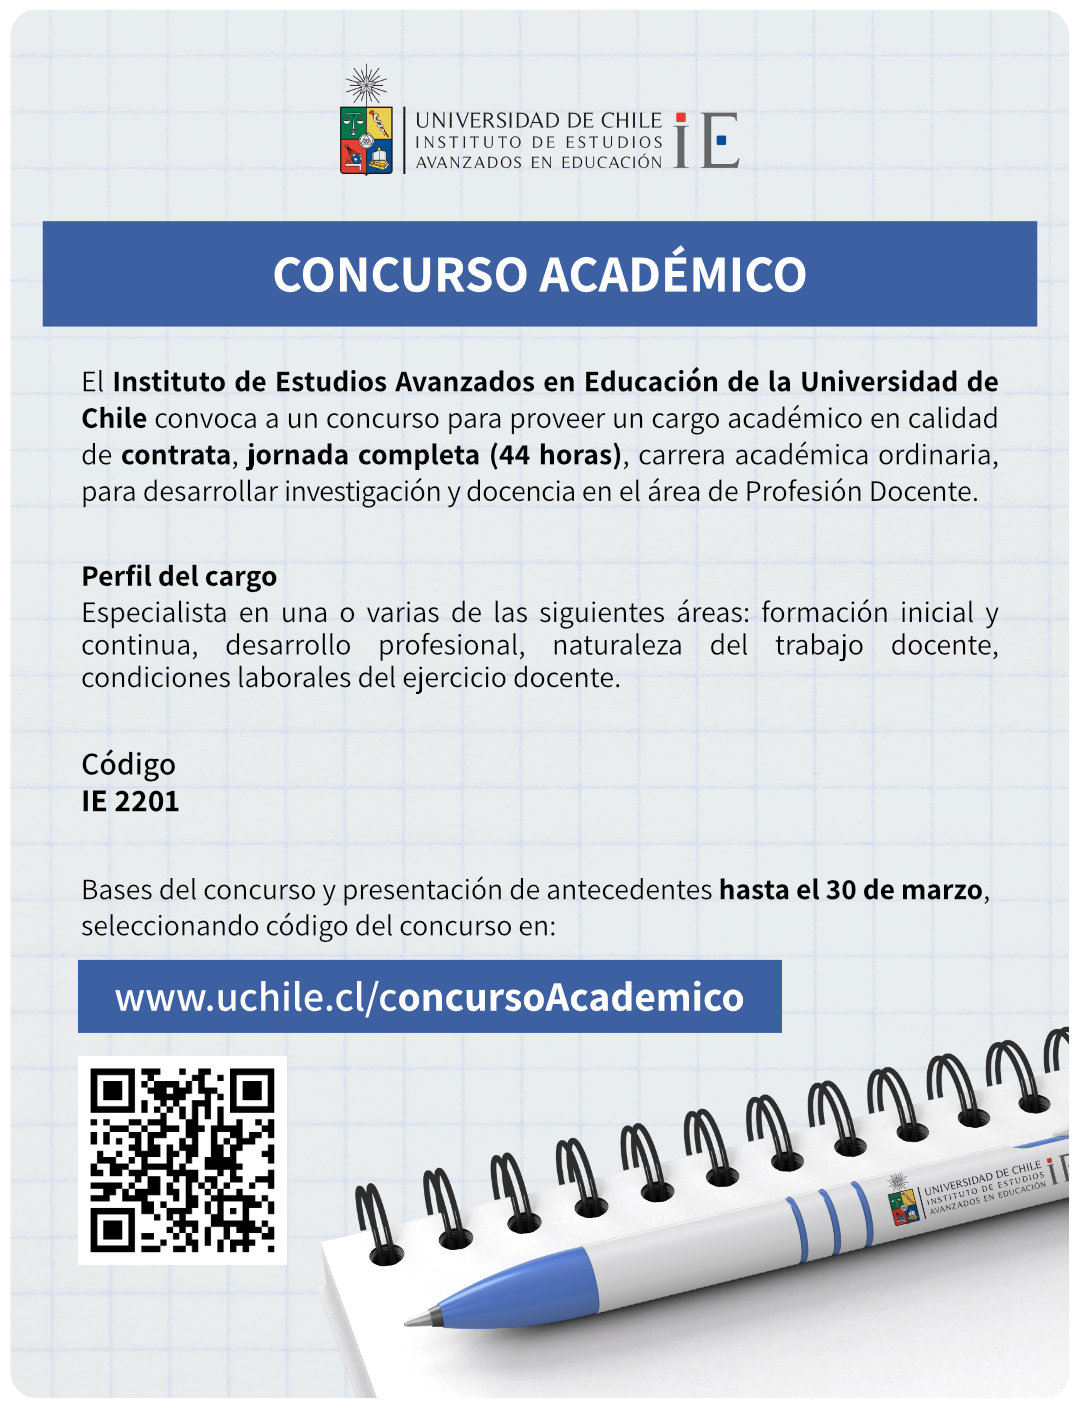 UNIVERSIDAD DE CHILE
INSTITUTO DE ESTUDIOS
AVANZADOS EN EDUCACIÓN
iE
CONCURSO ACADÉMICO
El Instituto de Estudios Avanzados en Educación de la Universidad de
Chile convoca a un concurso para proveer un cargo académico en calidad
de contrata, jornada completa (44 horas), carrera académica ordinaria,
para desarrollar investigación y docencia en el área de Profesión Docente.
Perfil del cargo
Especialista en una o varias de las siguientes áreas: formación inicial y
continua, desarrollo profesional, naturaleza del trabajo docente,
condiciones laborales del ejercicio docente.
Código
IE 2201
Bases del concurso y presentación de antecedentes hasta el 30 de marzo,
seleccionando código del concurso en:
www.uchile.cl/concursoAcademico
UNIVERSIDAD DE CHILE
INSTITUTO DE ESTUDIOS
AVANZADOS EN EDUCACIÓN
iE